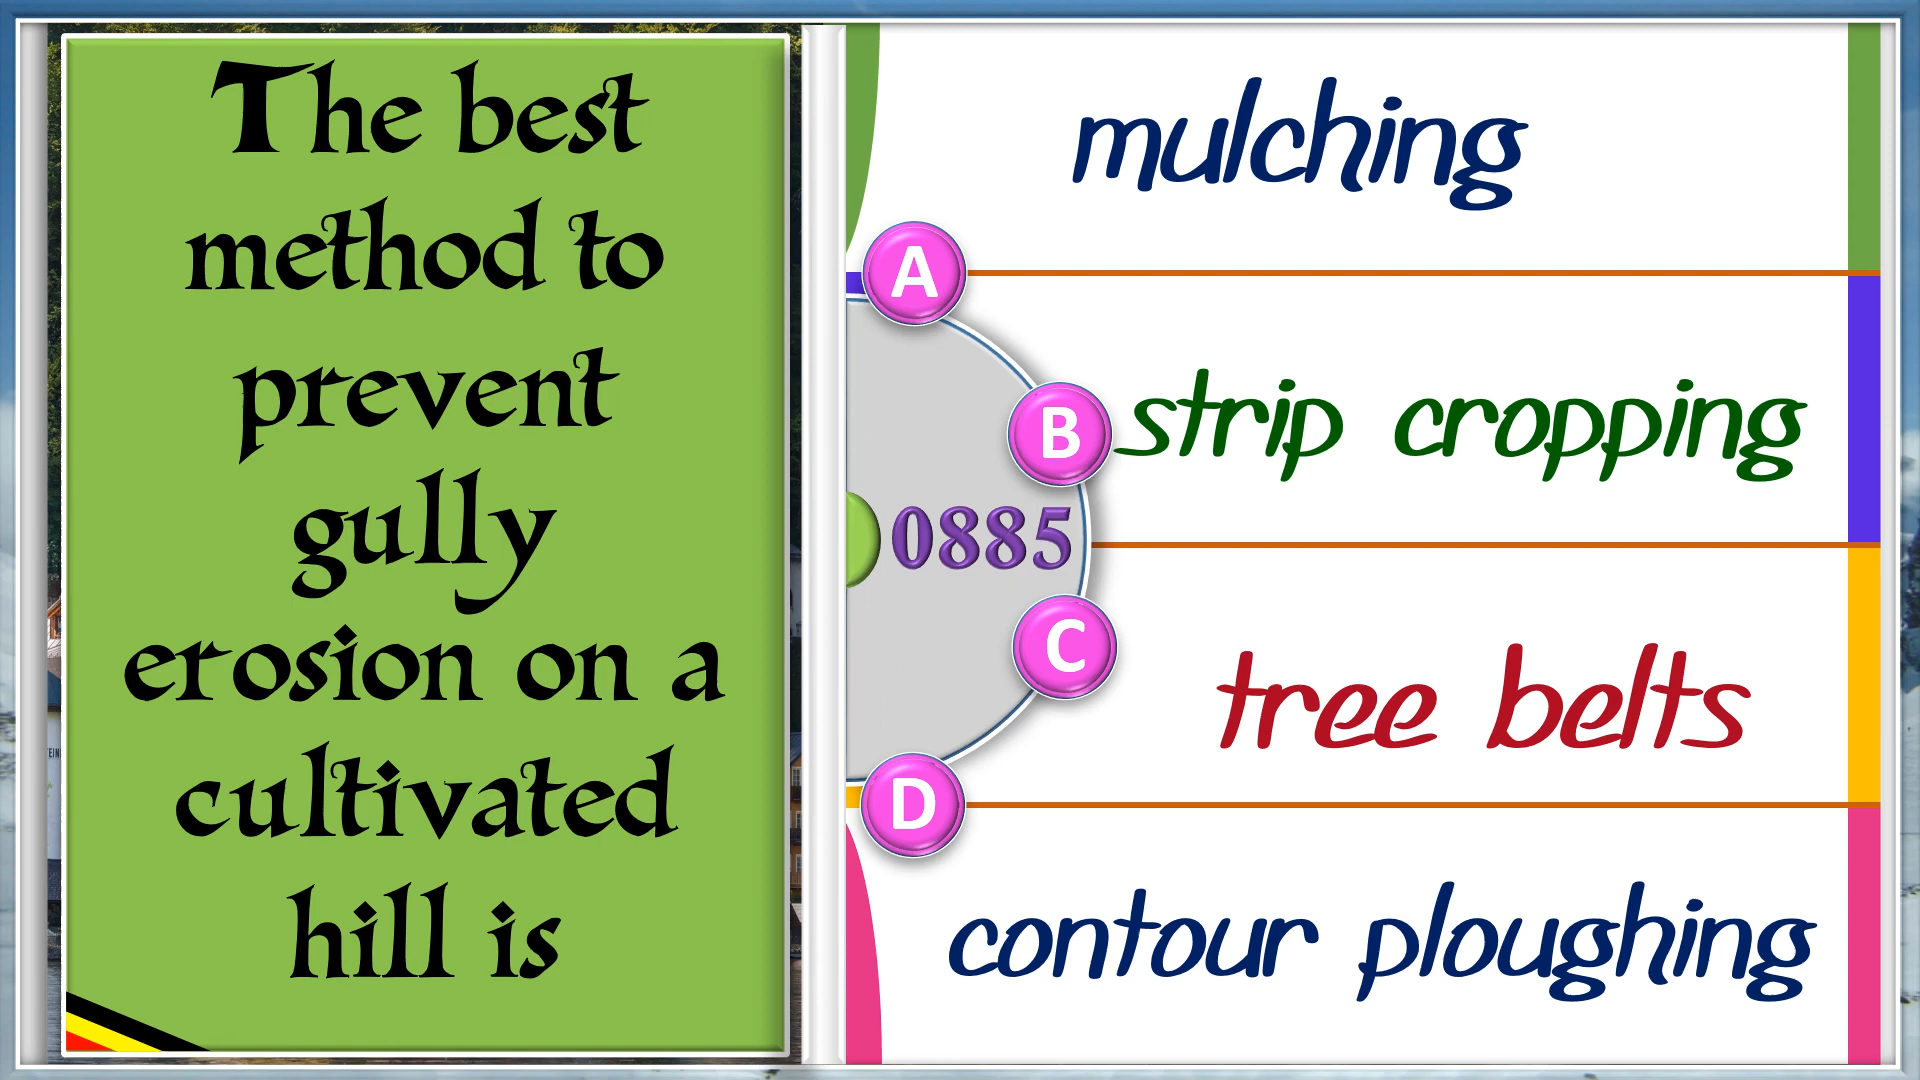 The best
method to
prevent
gully
erosion on a
cultivated
hill is
mulching
A
B
strip cropping
0885
C
tree belts
D
contour ploughing